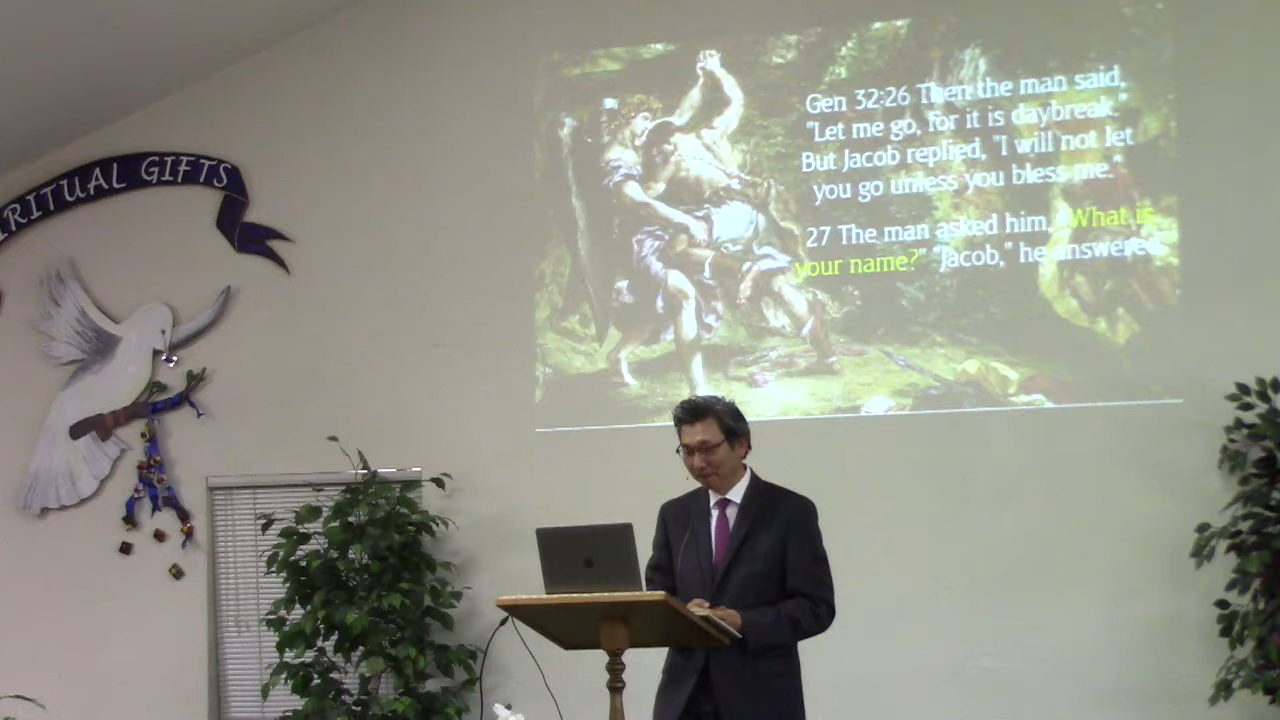 RITUAL GIFTS
Gen 32:26 Then the man said,
"Let me go, for it is daybreak."
But Jacob replied, "I will not let
you go unless you bless me."
27 The man asked him, "What is
your name?" "Jacob," he answered